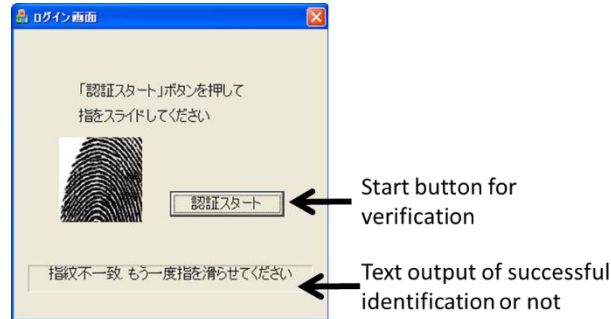 ログイン画面
「認証スタート」ボタンを押して
指をスライドしてください
認証スタート
Start button for
verification
指紋不一致 もう一度指を滑らせてください
Text output of successful
identification or not